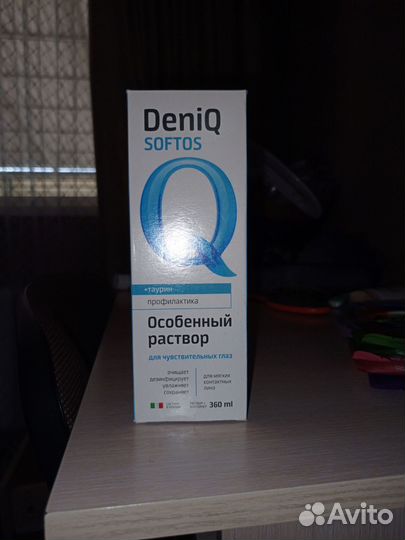 DeniQ
SOFTOS
Q
+таурин
профилактика
Особенный
раствор
для чувствительных глаз
очищает
дезинфицирует
увлажняет
сохраняет
для мягких
контактных
линз
360 ml
Avito